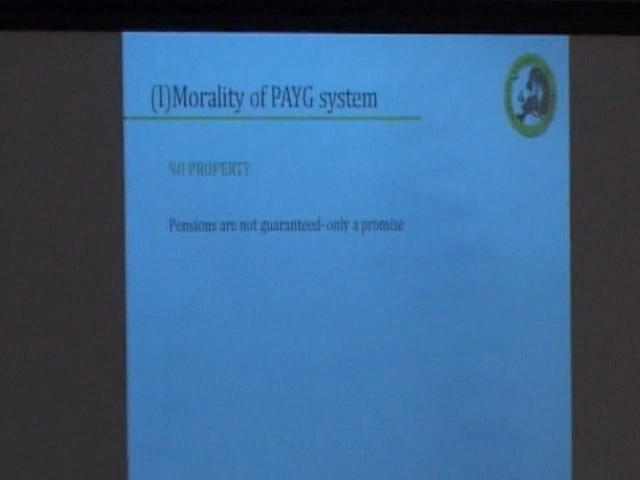 (I)Morality of PAYG system
NO PROPERTY
Pensions are not guaranteed-only a promise